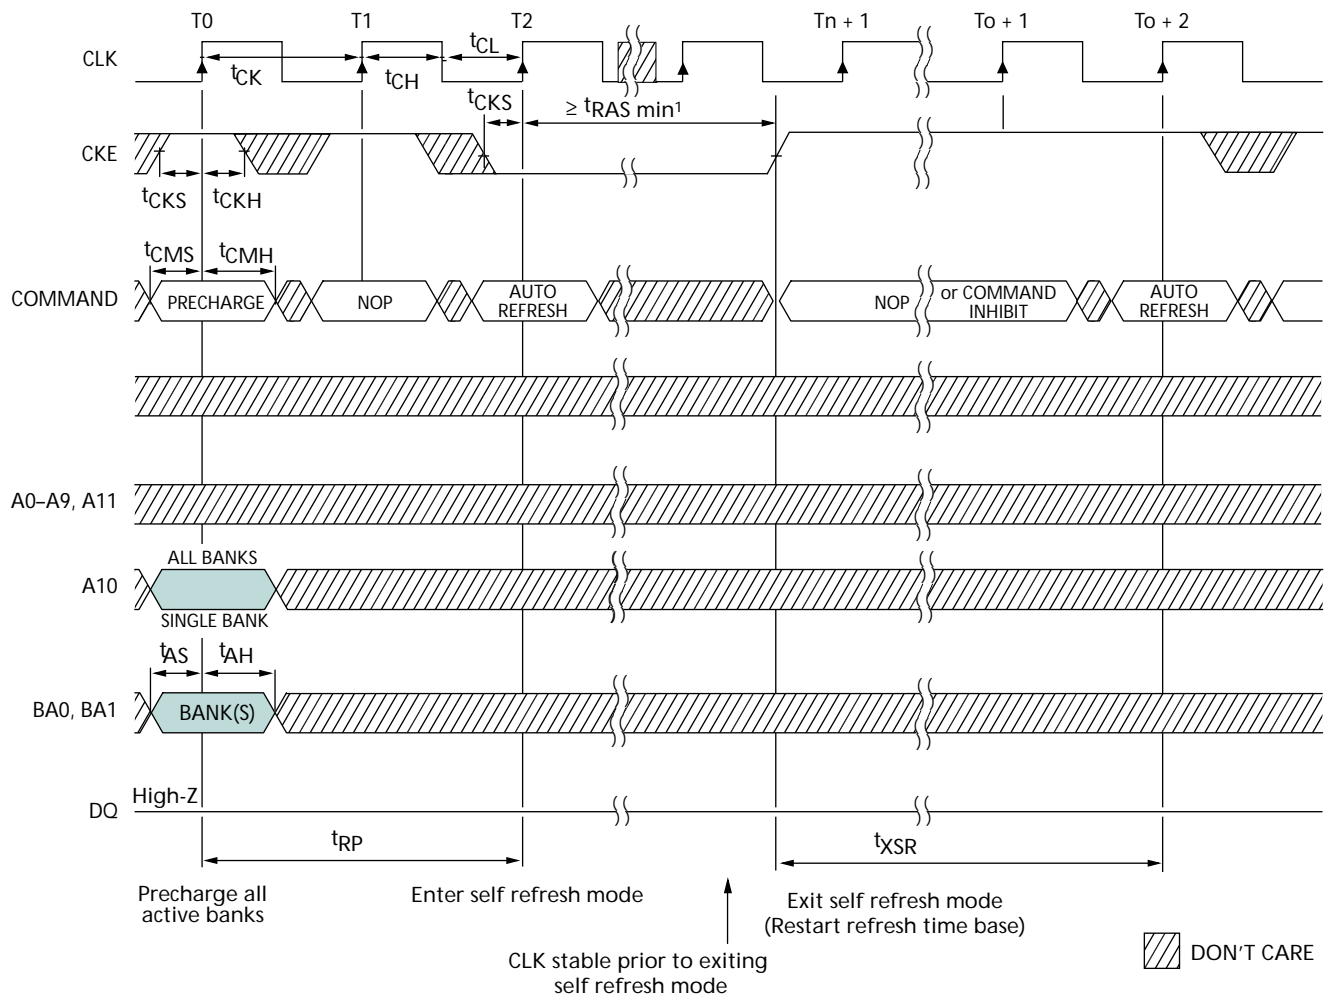 T0 T1 T2 Tn + 1 To + 1 To + 2
CLK
tCK tCH tCL
tCKS ≥ tRAS min¹
CKE
tCKS tCKH
tCMS tCMH
COMMAND PRECHARGE NOP AUTO REFRESH NOP or COMMAND INHIBIT AUTO REFRESH
A0–A9, A11
ALL BANKS
A10
SINGLE BANK
tAS tAH
BA0, BA1 BANK(S)
High-Z
DQ
tRP tXSR
Precharge all
active banks
Enter self refresh mode
Exit self refresh mode
(Restart refresh time base)
CLK stable prior to exiting
self refresh mode
DON'T CARE